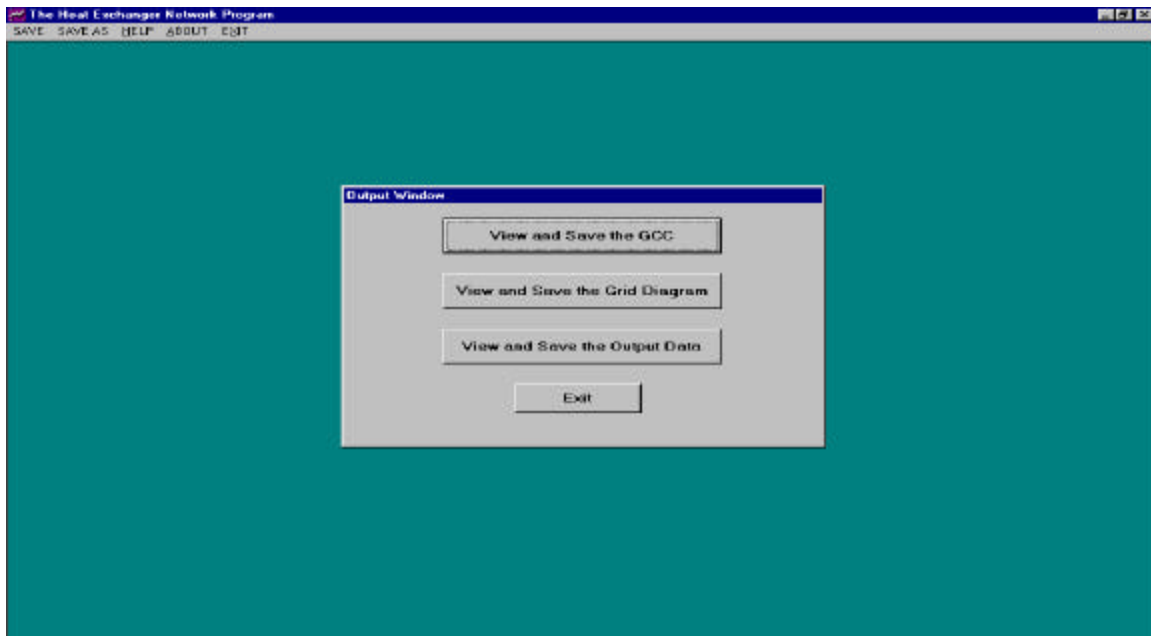 The Heat Exchanger Network Program
SAVE SAVE AS HELP ABOUT EXIT
Output Window
View and Save the GCC
View and Save the Grid Diagram
View and Save the Output Data
Exit